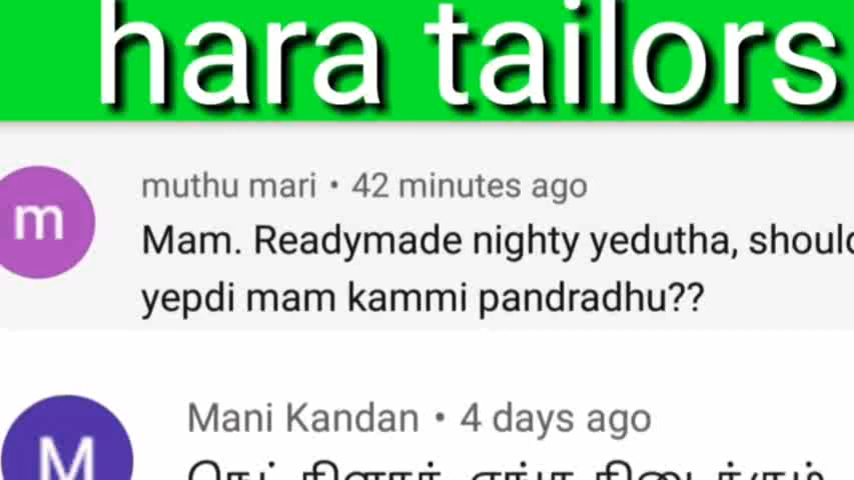 hara tailors
m
muthu mari • 42 minutes ago
Mam. Readymade nighty yedutha,
yepdi mam kammi pandradhu??
M
Mani Kandan • 4 days ago